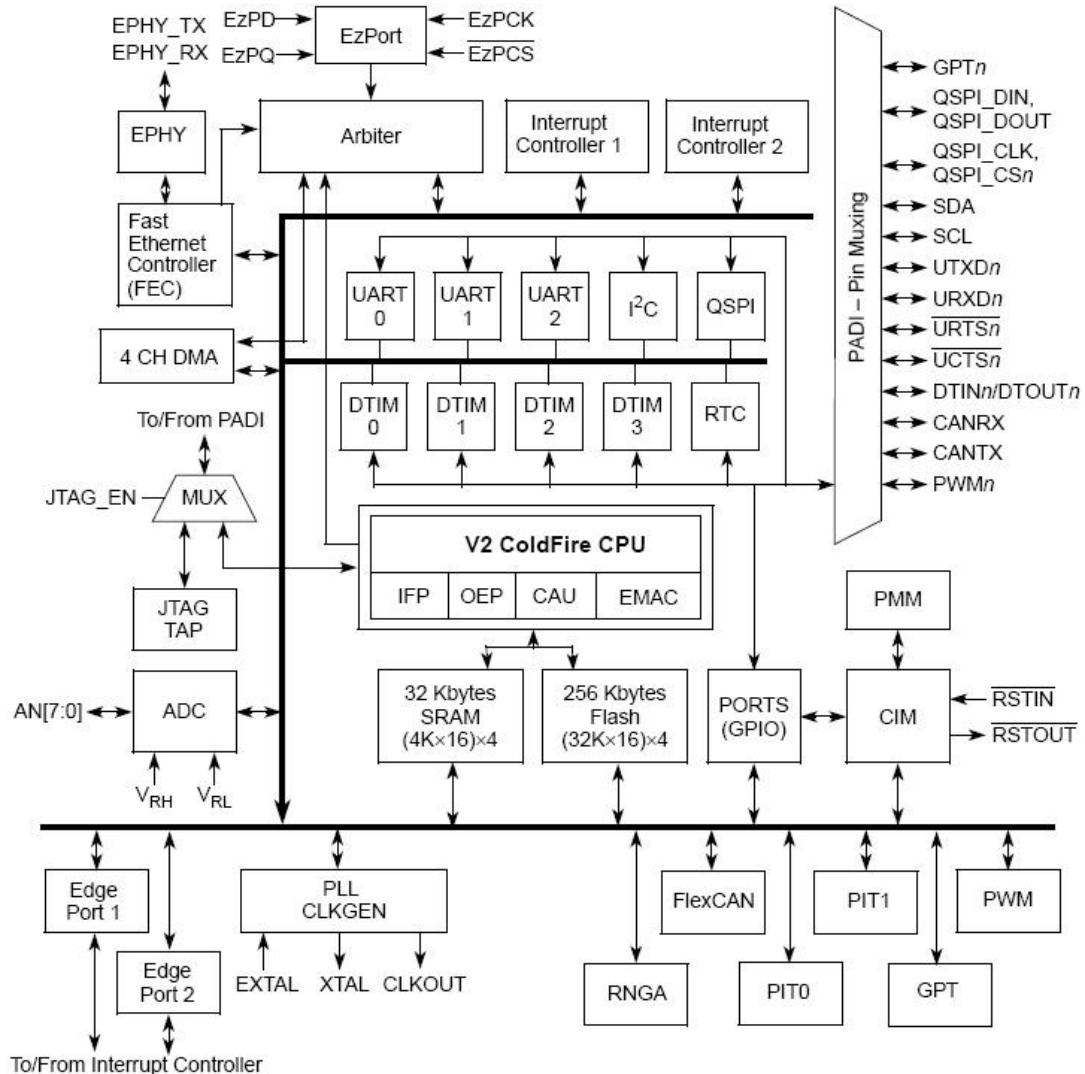 EPHY_TX
EPHY_RX
EzPD
EzPQ
EzPort
EzPCK
EzPCS
EPHY
Arbiter
Interrupt
Controller 1
Interrupt
Controller 2
Fast
Ethernet
Controller
(FEC)
4 CH DMA
UART
0
UART
1
UART
2
I²C
QSPI
DTIM
0
DTIM
1
DTIM
2
DTIM
3
RTC
PADI – Pin Muxing
GPTn
QSPI_DIN,
QSPI_DOUT
QSPI_CLK,
QSPI_CSn
SDA
SCL
UTXDn
URXDn
URTSn
UCTSn
DTINn/DTOUTn
CANRX
CANTX
PWMn
To/From PADI
JTAG_EN
MUX
JTAG
TAP
V2 ColdFire CPU
IFP
OEP
CAU
EMAC
AN[7:0]
ADC
VRH
VRL
32 Kbytes
SRAM
(4K×16)×4
256 Kbytes
Flash
(32K×16)×4
PORTS
(GPIO)
PMM
CIM
RSTIN
RSTOUT
Edge
Port 1
Edge
Port 2
To/From Interrupt Controller
PLL
CLKGEN
EXTAL
XTAL
CLKOUT
RNGA
FlexCAN
PIT0
PIT1
GPT
PWM